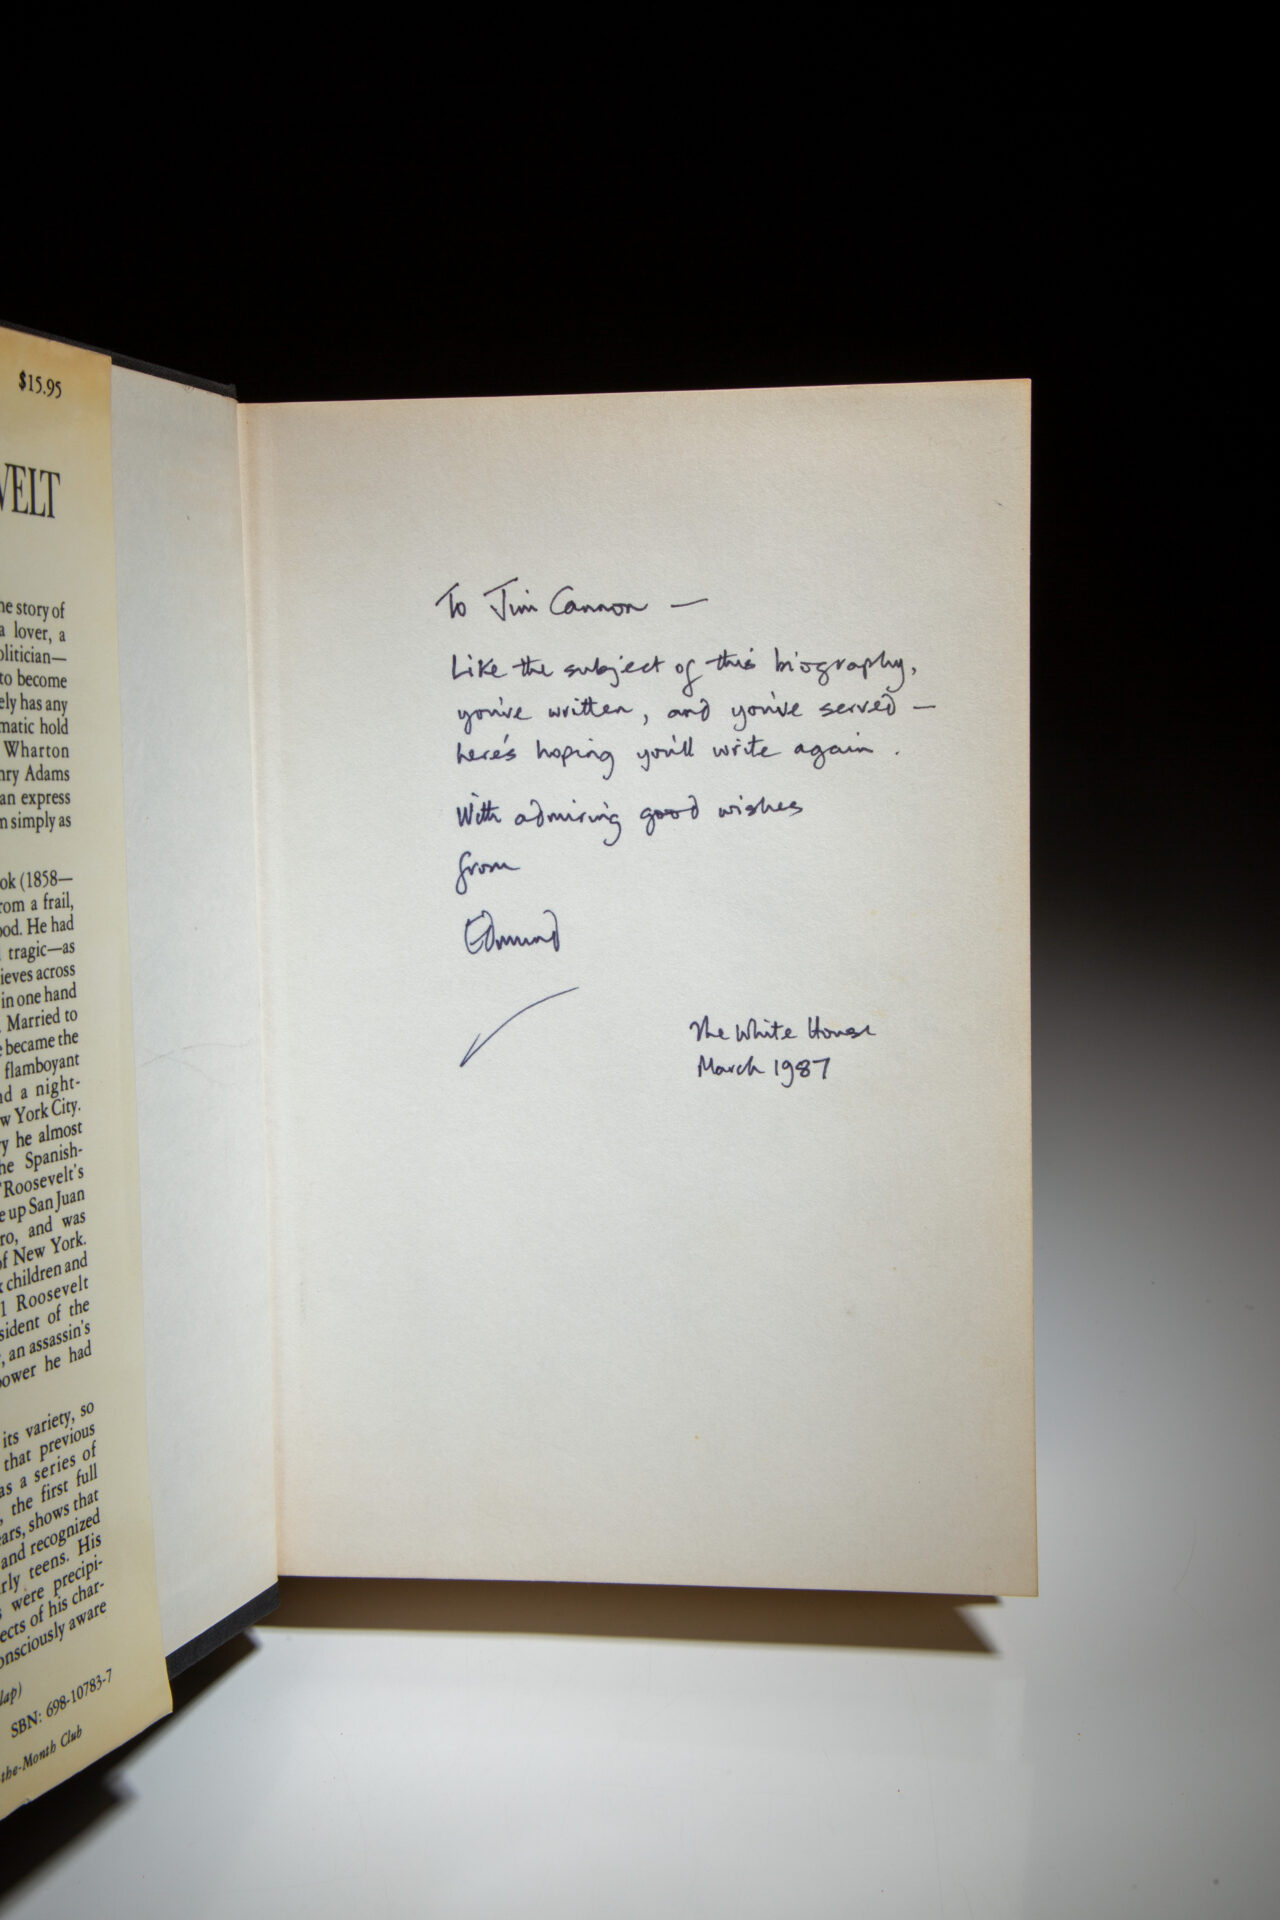 $15.95
VELT
he story of
a lover, a
olitician—
to become
ely has any
matic hold
Wharton
nry Adams
an express
n simply as
ok (1858—
rom a frail,
ood. He had
tragic—as
ieves across
in one hand
. Married to
e became the
flamboyant
nd a night-
w York City.
y he almost
he Spanish-
"Roosevelt's
e up San Juan
ro, and was
of New York.
x children and
1 Roosevelt
sident of the
, an assassin's
power he had
its variety, so
that previous
as a series of
, the first full
ears, shows that
and recognized
rly teens. His
s were precipi-
ects of his char-
onsciously aware
lap)
SBN: 698-10783-7
the-Month Club
To Jim Cannon —
Like the subject of this biography,
you've written, and you've served —
here's hoping you'll write again.
With admiring good wishes
from
Edmund
The White House
March 1987